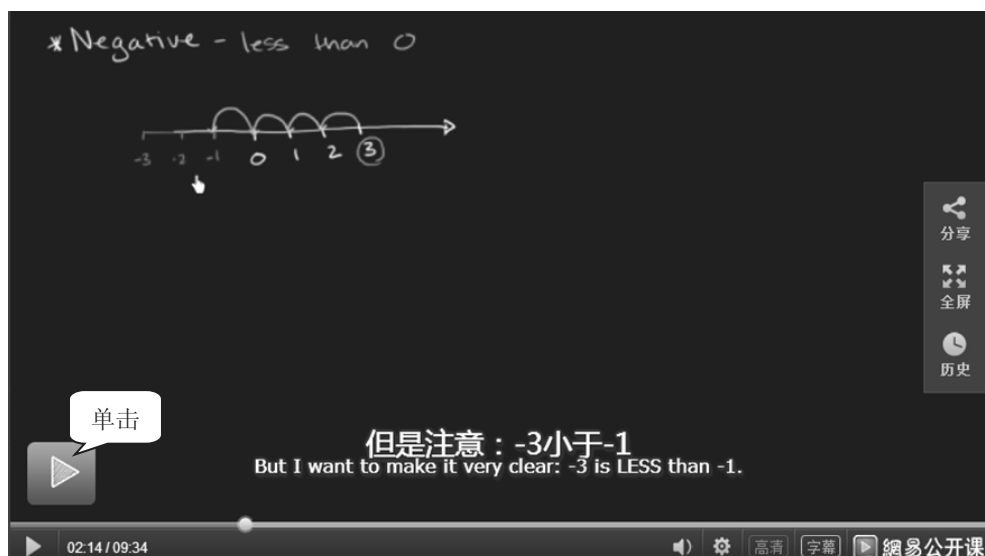 *Negative - less than 0
-3 -2 -1 0 1 2 3
分享
全屏
历史
单击
但是注意：-3小于-1
But I want to make it very clear: -3 is LESS than -1.
02:14 / 09:34 高清 字幕 網易公开课